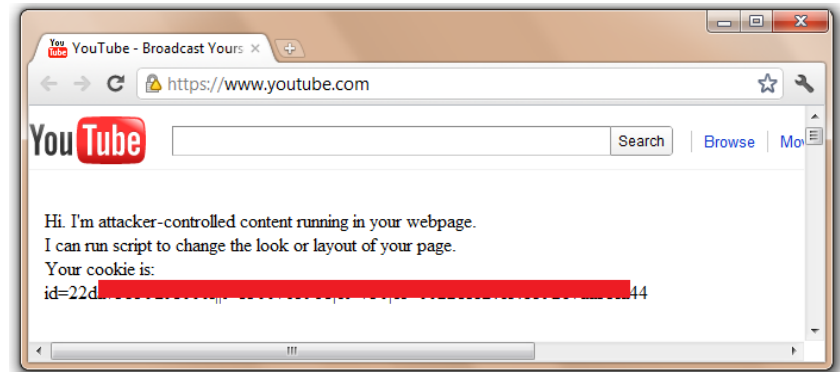 YouTube - Broadcast Yours
https://www.youtube.com
You Tube
Search
Browse
Mov
Hi. I'm attacker-controlled content running in your webpage.
I can run script to change the look or layout of your page.
Your cookie is:
id=22d 44